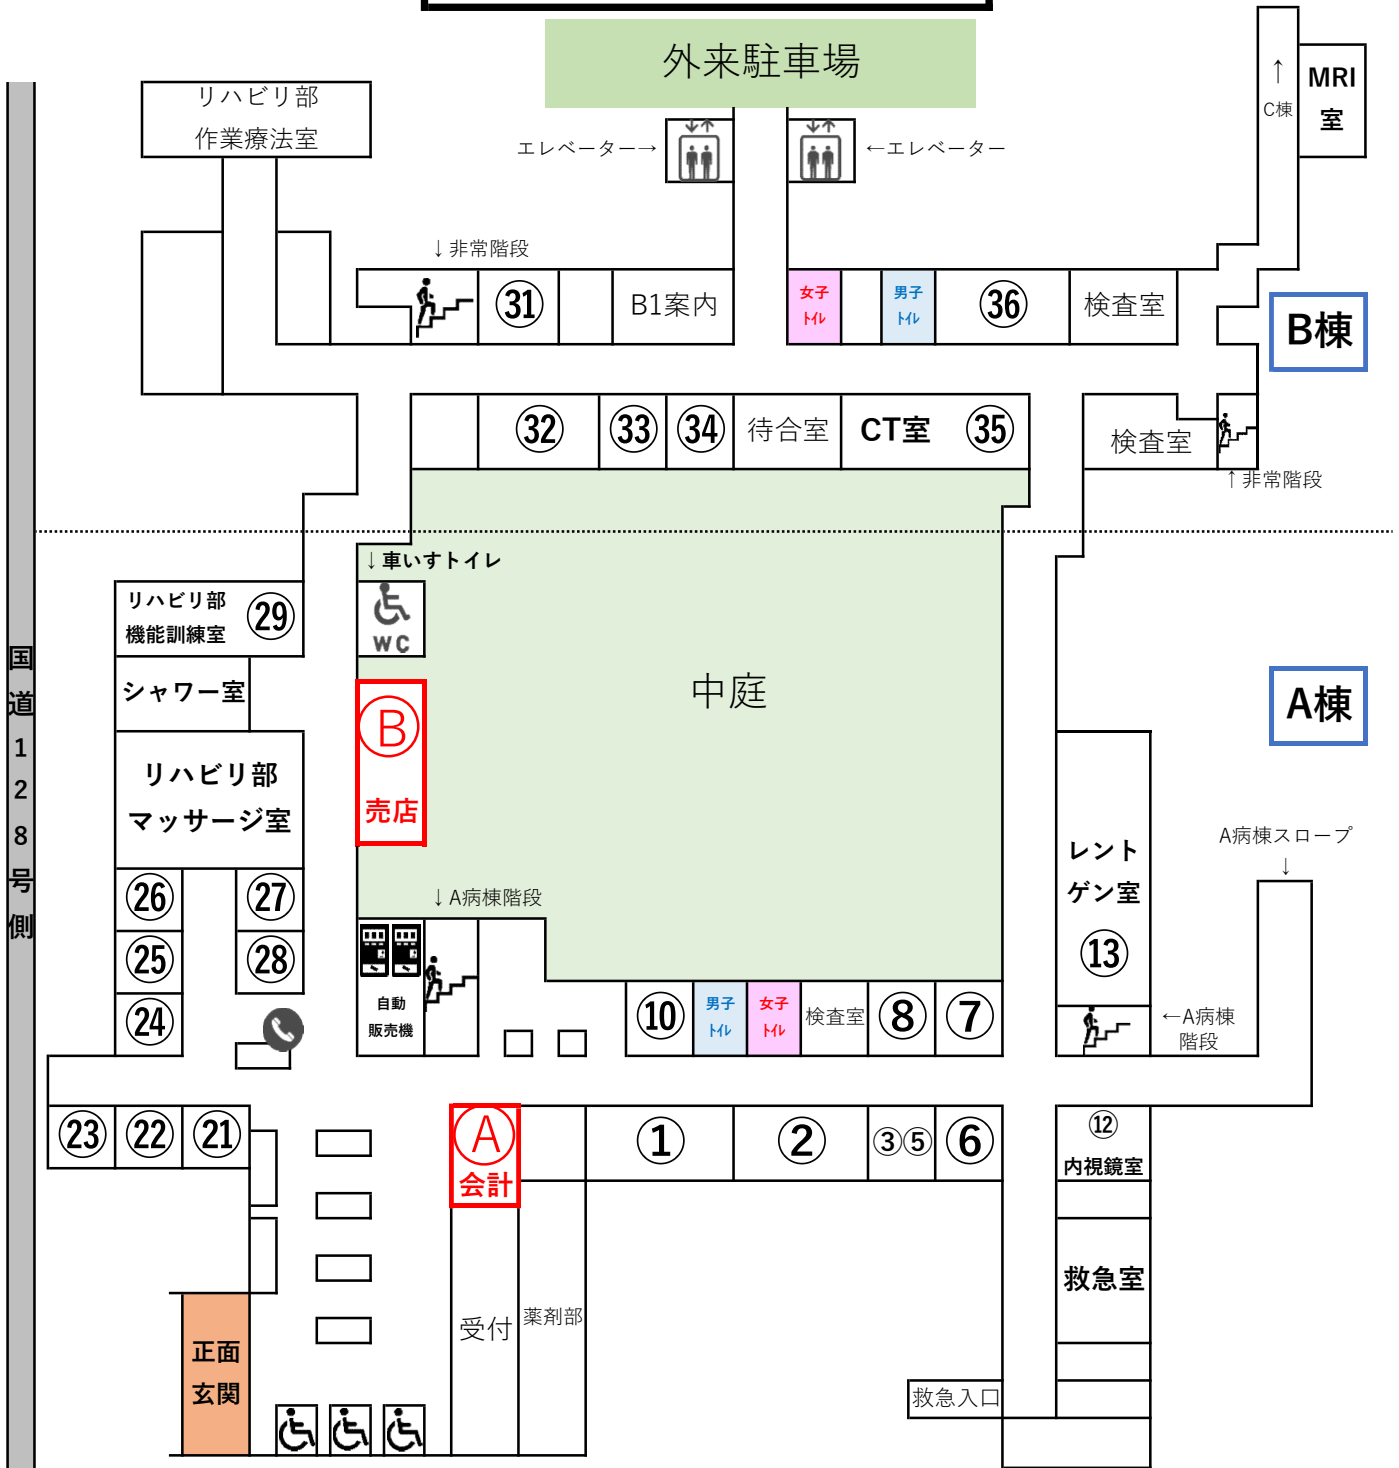 外来駐車場
リハビリ部
作業療法室
エレベーター→
←エレベーター
↑
C棟
MRI
室
↓非常階段
㉛
B1案内
女子
トイレ
男子
トイレ
㊱
検査室
B棟
㉜
㉝
㉞
待合室
CT室
㉟
検査室
↑非常階段
↓車いすトイレ
WC
リハビリ部
機能訓練室
㉙
シャワー室
Ⓑ
売店
中庭
A棟
国道128号側
リハビリ部
マッサージ室
レント
ゲン室
⑬
A病棟スロープ
↓
㉖
㉗
↓A病棟階段
㉕
㉘
㉔
自動
販売機
⑩
男子
トイレ
女子
トイレ
検査室
⑧
⑦
←A病棟
階段
㉓
㉒
㉑
Ⓐ
会計
①
②
③⑤
⑥
⑫
内視鏡室
救急室
受付
薬剤部
正面
玄関
救急入口